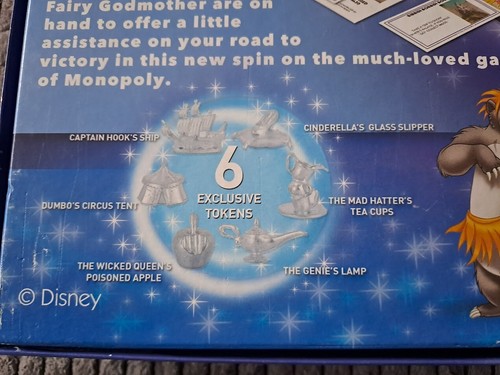 Fairy Godmother are on
hand to offer a little
assistance on your road to
victory in this new spin on the much-loved ga
of Monopoly.
CAPTAIN HOOK'S SHIP
CINDERELLA'S GLASS SLIPPER
6
EXCLUSIVE
TOKENS
DUMBO'S CIRCUS TENT
THE MAD HATTER'S
TEA CUPS
THE WICKED QUEEN'S
POISONED APPLE
THE GENIE'S LAMP
© Disney